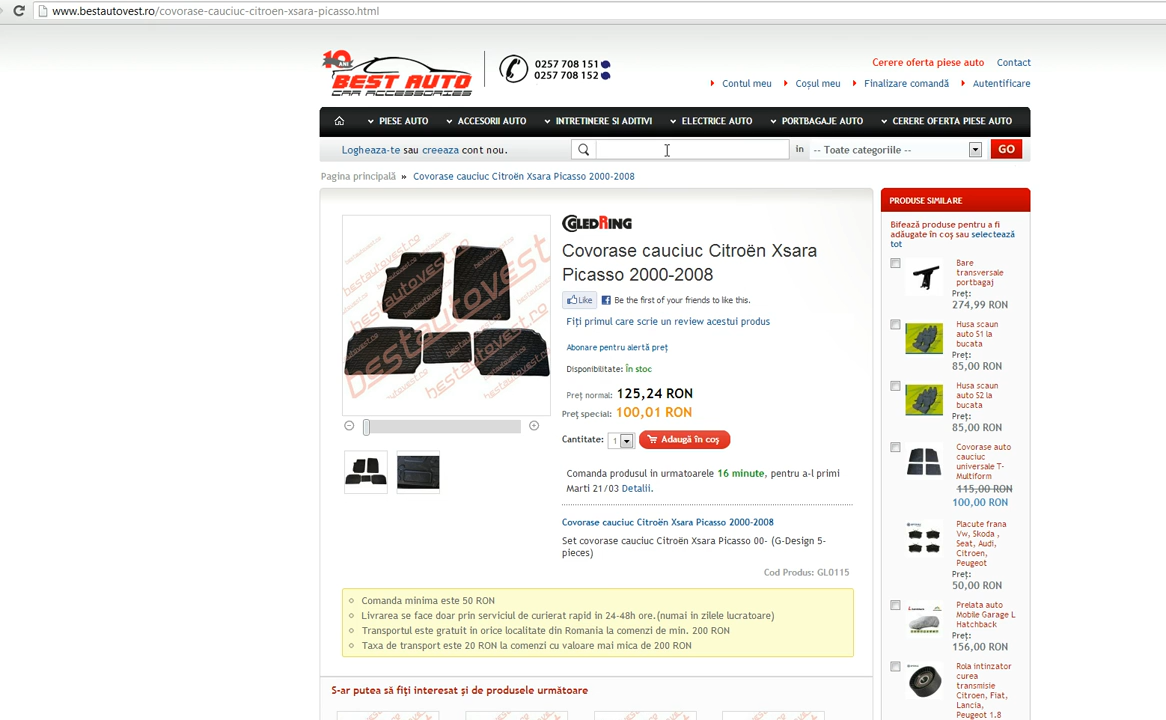 www.bestautovest.ro/covorase-cauciuc-citroen-xsara-picasso.html
10 ANI
BEST AUTO
CAR ACCESSORIES
0257 708 151
0257 708 152
Cerere oferta piese auto
Contact
Contul meu
Coșul meu
Finalizare comandă
Autentificare
PIESE AUTO
ACCESORII AUTO
INTRETINERE SI ADITIVI
ELECTRICE AUTO
PORTBAGAJE AUTO
CERERE OFERTA PIESE AUTO
Logheaza-te sau creeaza cont nou.
in
-- Toate categoriile --
GO
Pagina principală » Covorase cauciuc Citroën Xsara Picasso 2000-2008
bestautovest.ro
GLEDRING
Covorase cauciuc Citroën Xsara
Picasso 2000-2008
Like
Be the first of your friends to like this.
Fiți primul care scrie un review acestui produs
Abonare pentru alertă preț
Disponibilitate: În stoc
Preț normal: 125,24 RON
Preț special: 100,01 RON
Cantitate: 1
Adaugă în coș
Comanda produsul in urmatoarele 16 minute, pentru a-l primi
Marti 21/03 Detalii.
Covorase cauciuc Citroën Xsara Picasso 2000-2008
Set covorase cauciuc Citroën Xsara Picasso 00- (G-Design 5-
pieces)
Cod Produs: GL0115
Comanda minima este 50 RON
Livrarea se face doar prin serviciul de curierat rapid in 24-48h ore.(numai in zilele lucratoare)
Transportul este gratuit in orice localitate din Romania la comenzi de min. 200 RON
Taxa de transport este 20 RON la comenzi cu valoare mai mica de 200 RON
S-ar putea să fiți interesat și de produsele următoare
PRODUSE SIMILARE
Bifează produse pentru a fi
adăugate în coș sau selectează
tot
Bare
transversale
portbagaj
Preț:
274,99 RON
Husa scaun
auto S1 la
bucata
Preț:
85,00 RON
Husa scaun
auto S2 la
bucata
Preț:
85,00 RON
Covorase auto
cauciuc
universale T-
Multiform
115,00 RON
100,00 RON
Placute frana
Vw, Skoda ,
Seat, Audi,
Citroen,
Peugeot
Preț:
50,00 RON
Prelata auto
Mobile Garage L
Hatchback
Preț:
156,00 RON
Rola intinzator
curea
transmisie
Citroen, Fiat,
Lancia,
Peugeot 1.8